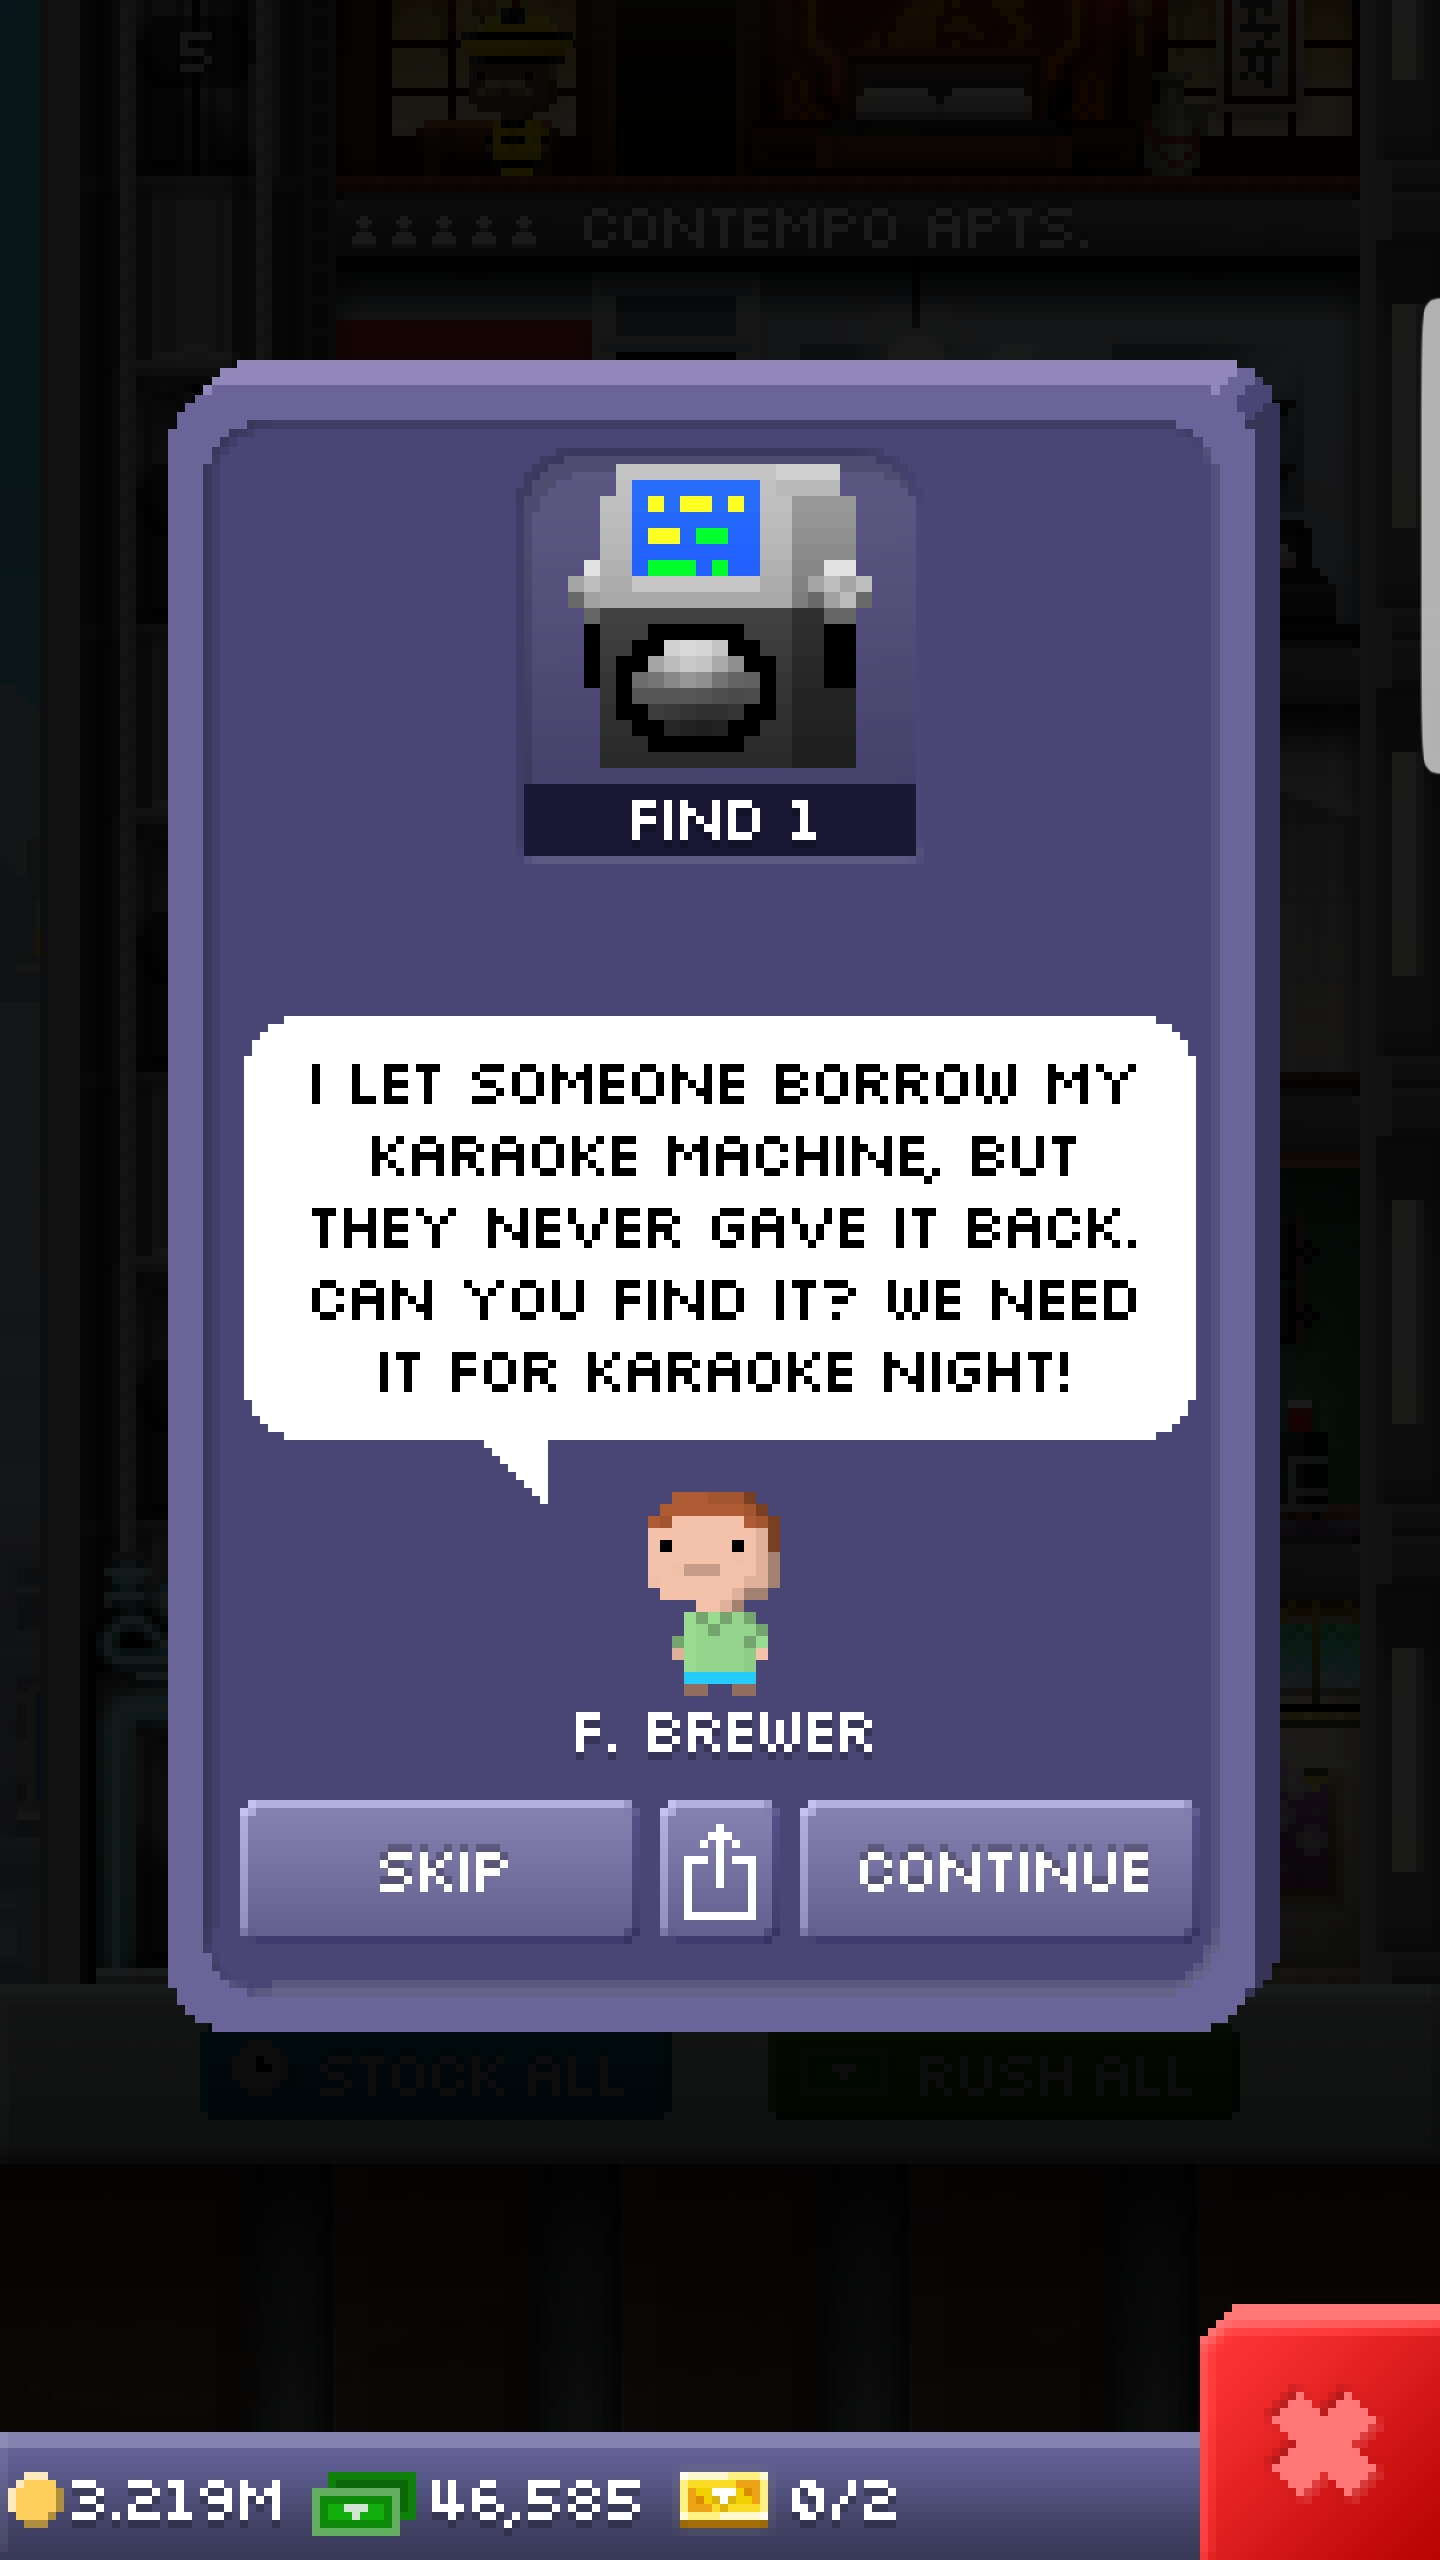 5
CONTEMPO APTS.
FIND 1
I LET SOMEONE BORROW MY
KARAOKE MACHINE, BUT
THEY NEVER GAVE IT BACK.
CAN YOU FIND IT? WE NEED
IT FOR KARAOKE NIGHT!
F. BREWER
SKIP
CONTINUE
STOCK ALL
RUSH ALL
3.219M
46,585
0/2